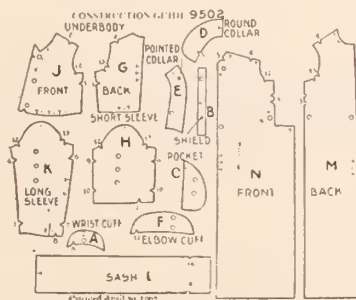 CONSTRUCTION GUIDE 9502
UNDERBODY
J
FRONT
G
BACK
SHORT SLEEVE
POINTED
COLLAR
E
D
ROUND
COLLAR
B
SHIELD
K
LONG
SLEEVE
H
POCKET
C
N
FRONT
M
BACK
WRIST CUFF
A
F
ELBOW CUFF
SASH I